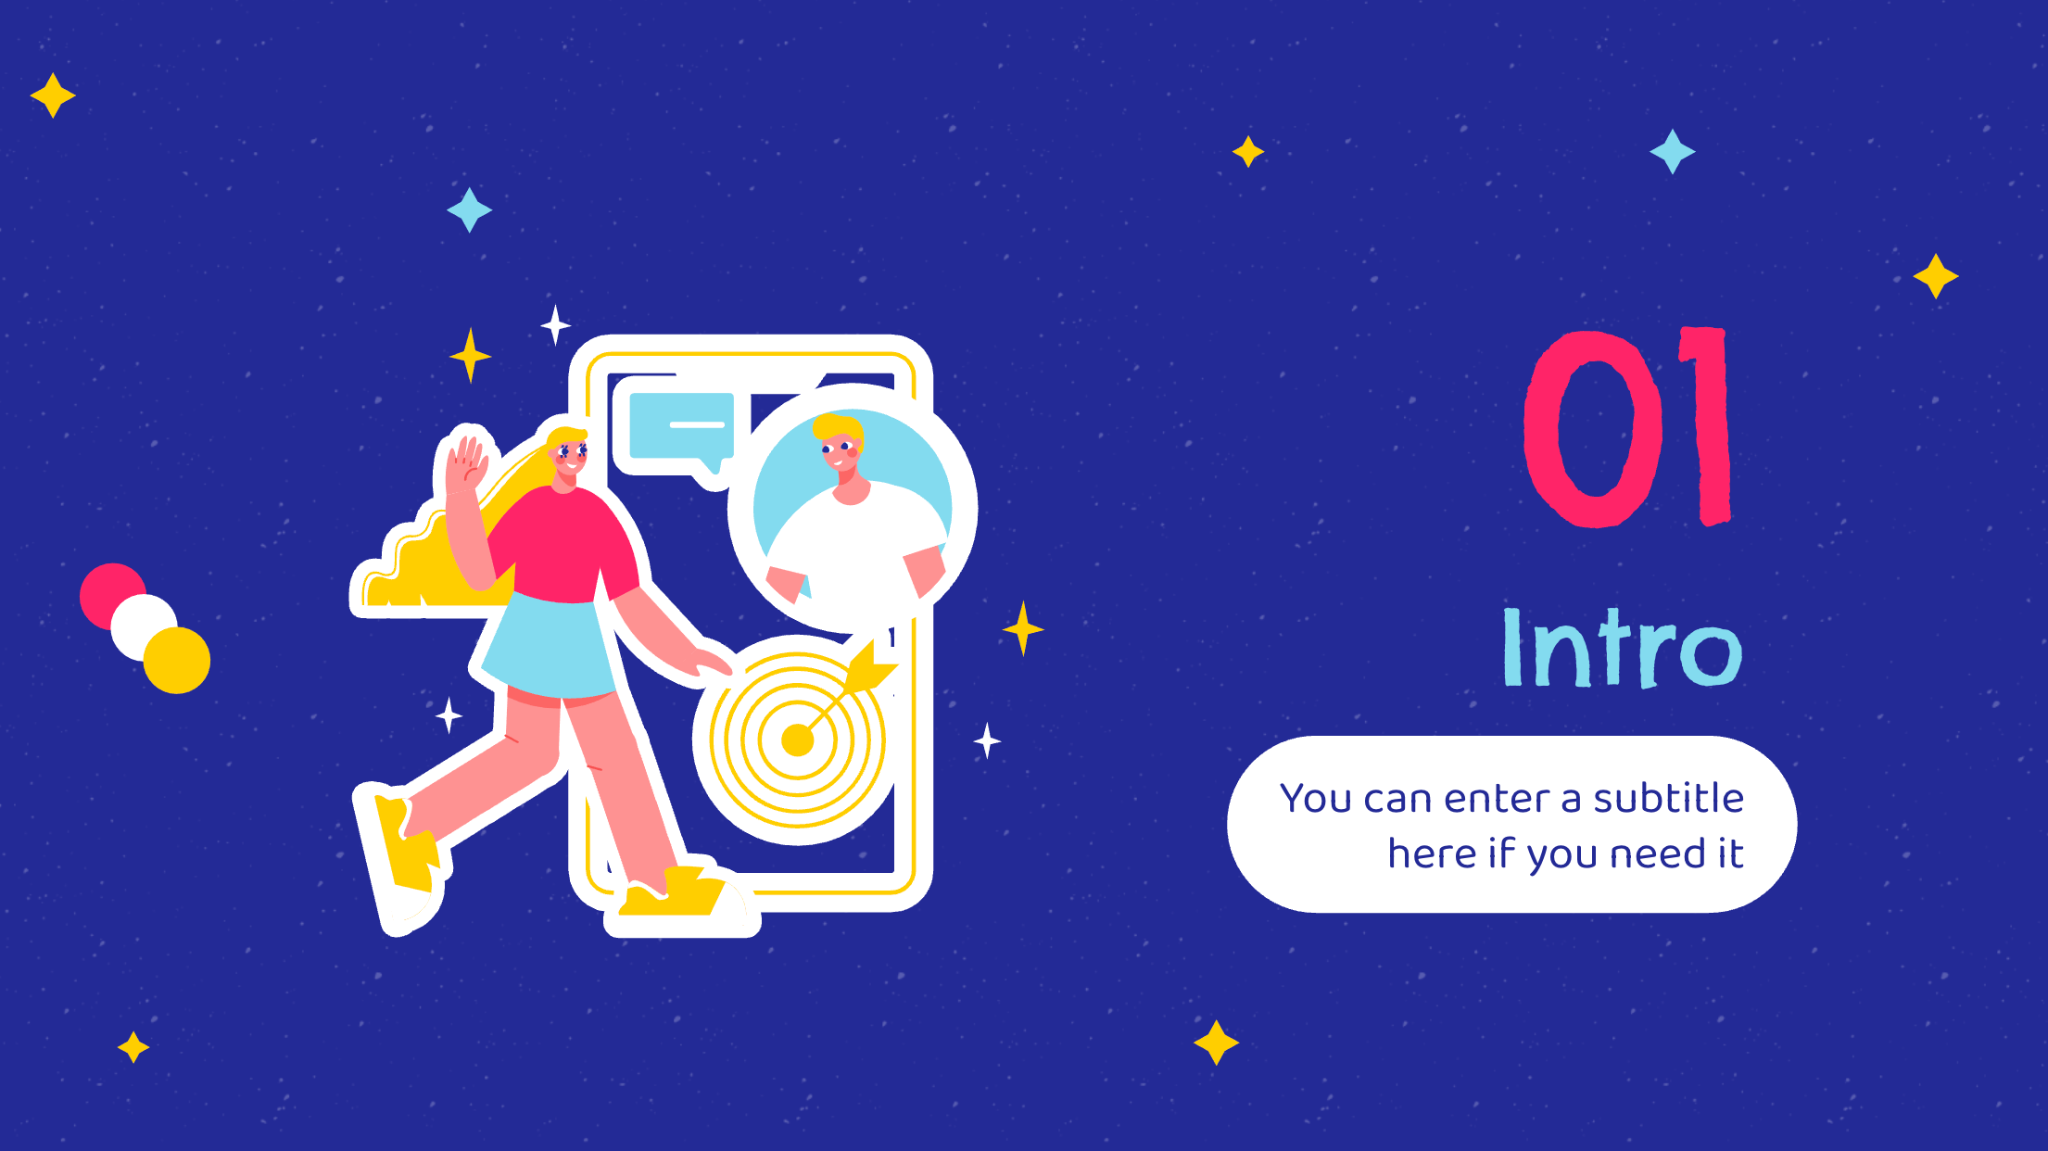 01
Intro
You can enter a subtitle
here if you need it